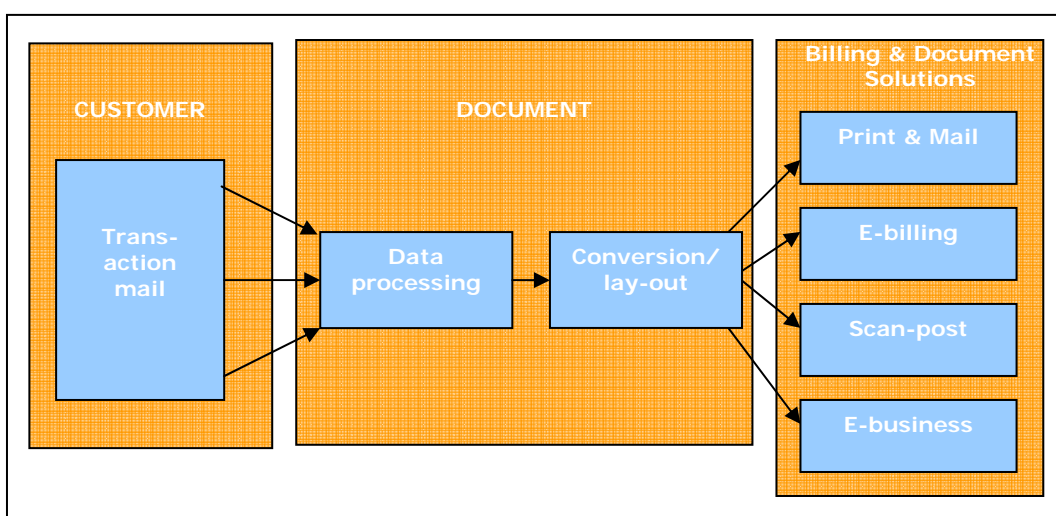 CUSTOMER
Trans-
action
mail
DOCUMENT
Data
processing
Conversion/
lay-out
Billing & Document
Solutions
Print & Mail
E-billing
Scan-post
E-business